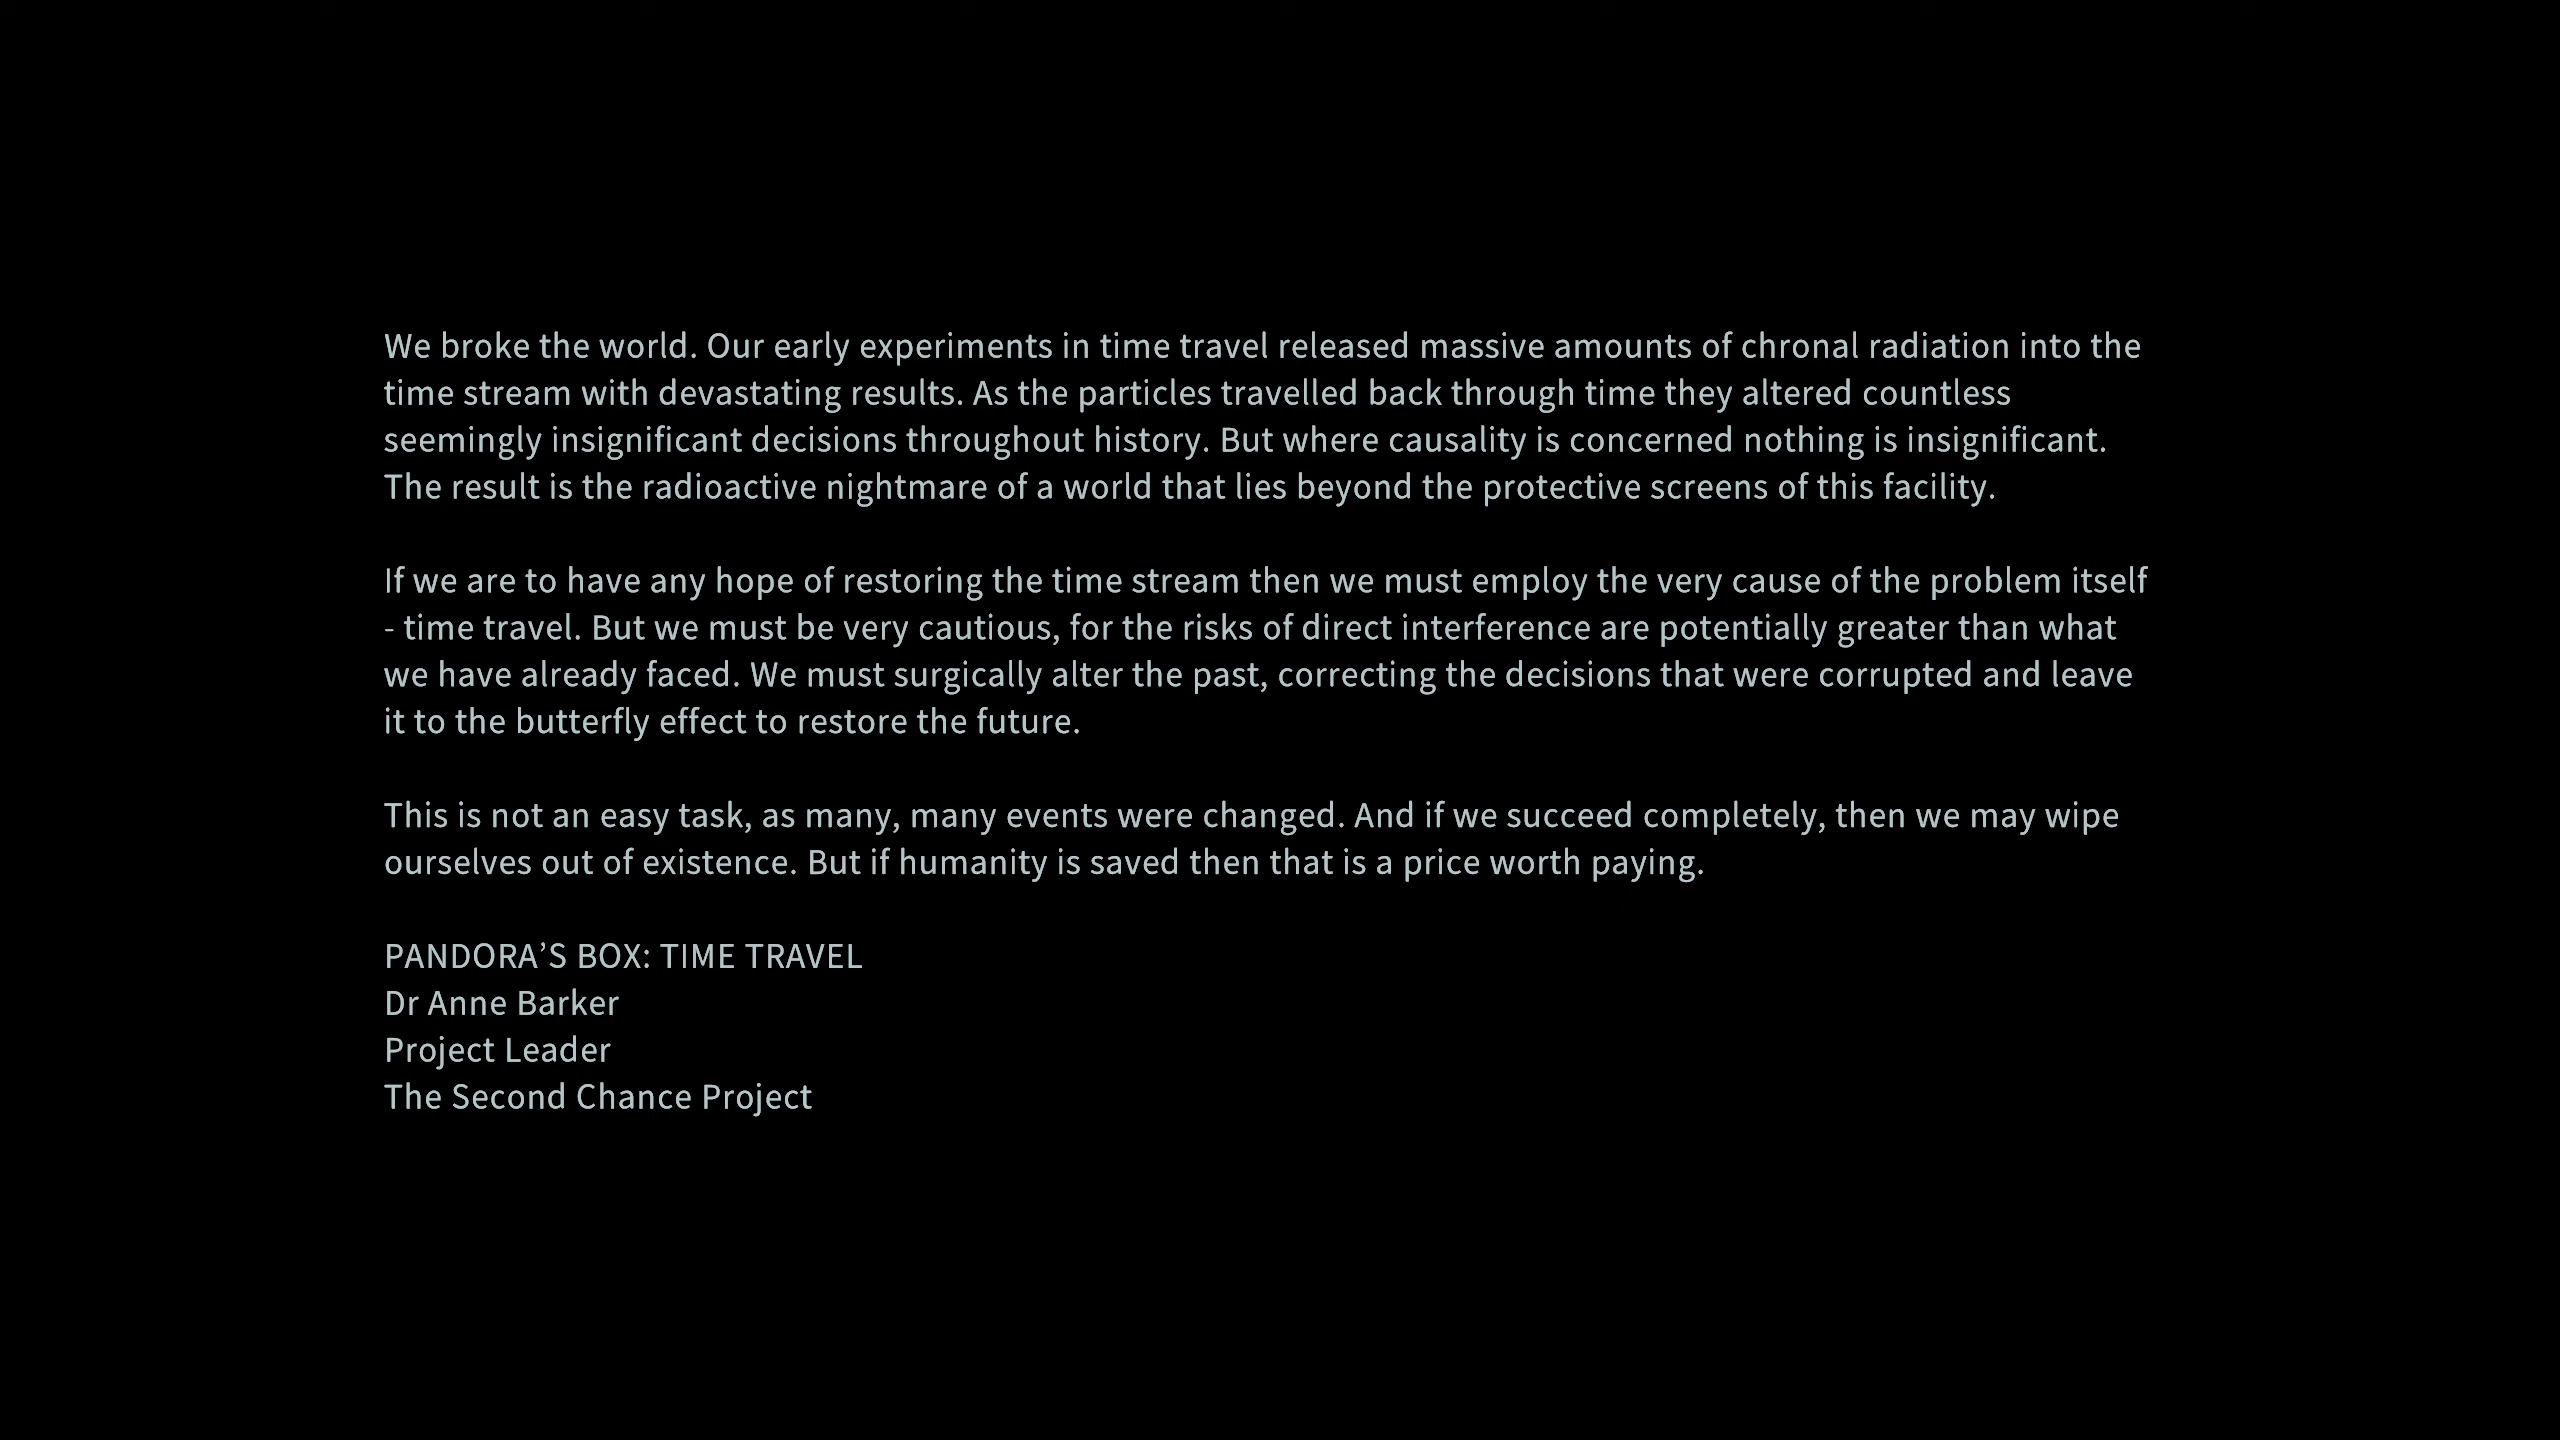 We broke the world. Our early experiments in time travel released massive amounts of chronal radiation into the
time stream with devastating results. As the particles travelled back through time they altered countless
seemingly insignificant decisions throughout history. But where causality is concerned nothing is insignificant.
The result is the radioactive nightmare of a world that lies beyond the protective screens of this facility.
If we are to have any hope of restoring the time stream then we must employ the very cause of the problem itself
- time travel. But we must be very cautious, for the risks of direct interference are potentially greater than what
we have already faced. We must surgically alter the past, correcting the decisions that were corrupted and leave
it to the butterfly effect to restore the future.
This is not an easy task, as many, many events were changed. And if we succeed completely, then we may wipe
ourselves out of existence. But if humanity is saved then that is a price worth paying.
PANDORA’S BOX: TIME TRAVEL
Dr Anne Barker
Project Leader
The Second Chance Project